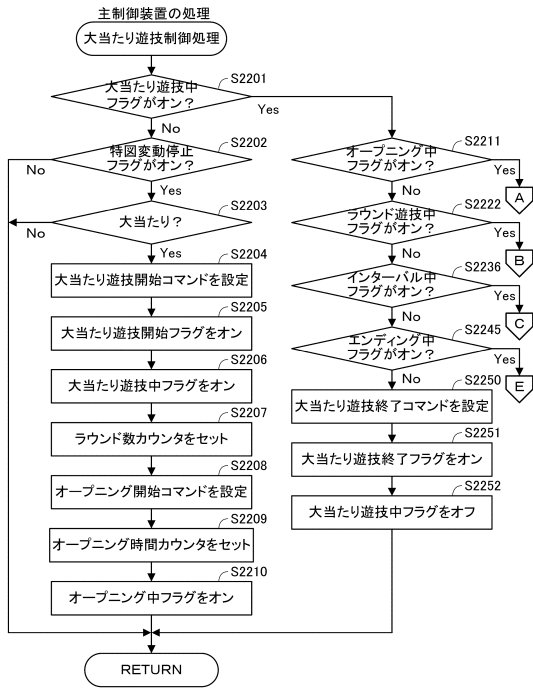 主制御装置の処理
大当たり遊技制御処理
大当たり遊技中
フラグがオン？
S2201
Yes
No
特図変動停止
フラグがオン？
S2202
No
Yes
大当たり？
S2203
No
Yes
大当たり遊技開始コマンドを設定
S2204
大当たり遊技開始フラグをオン
S2205
大当たり遊技中フラグをオン
S2206
ラウンド数カウンタをセット
S2207
オープニング開始コマンドを設定
S2208
オープニング時間カウンタをセット
S2209
オープニング中フラグをオン
S2210
オープニング中
フラグがオン？
S2211
Yes
A
No
ラウンド遊技中
フラグがオン？
S2222
Yes
B
No
インターバル中
フラグがオン？
S2236
Yes
C
No
エンディング中
フラグがオン？
S2245
Yes
E
No
大当たり遊技終了コマンドを設定
S2250
大当たり遊技終了フラグをオン
S2251
大当たり遊技中フラグをオフ
S2252
RETURN